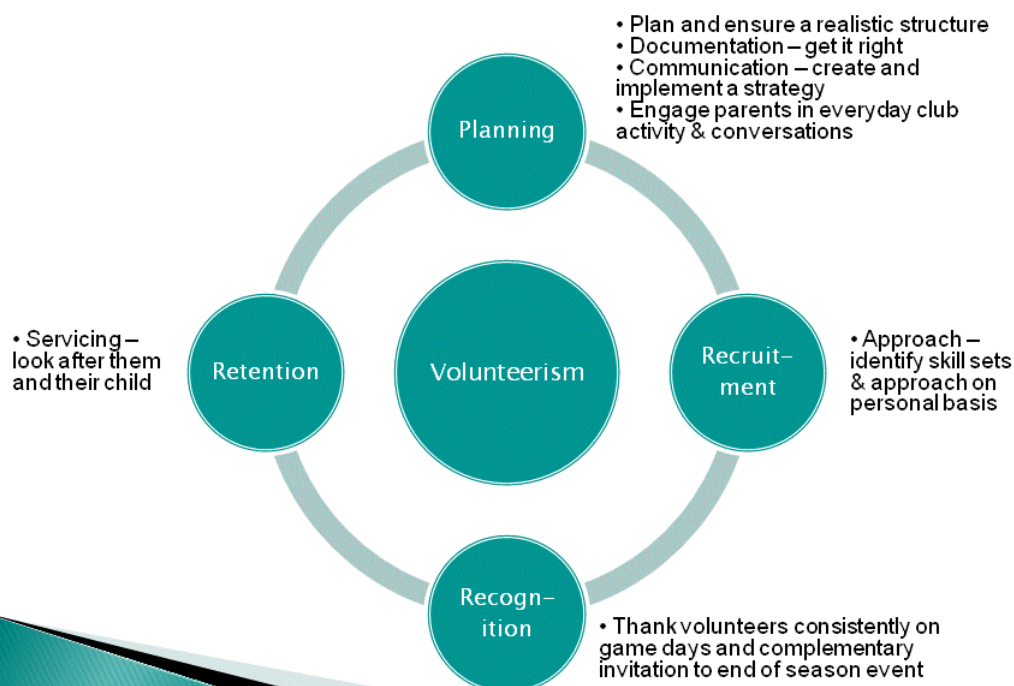 • Plan and ensure a realistic structure
• Documentation – get it right
• Communication – create and
implement a strategy
• Engage parents in everyday club
activity & conversations
Planning
• Servicing –
look after them
and their child
Retention
Volunteerism
Recruit-
ment
• Approach –
identify skill sets
& approach on
personal basis
Recogn-
ition
• Thank volunteers consistently on
game days and complementary
invitation to end of season event